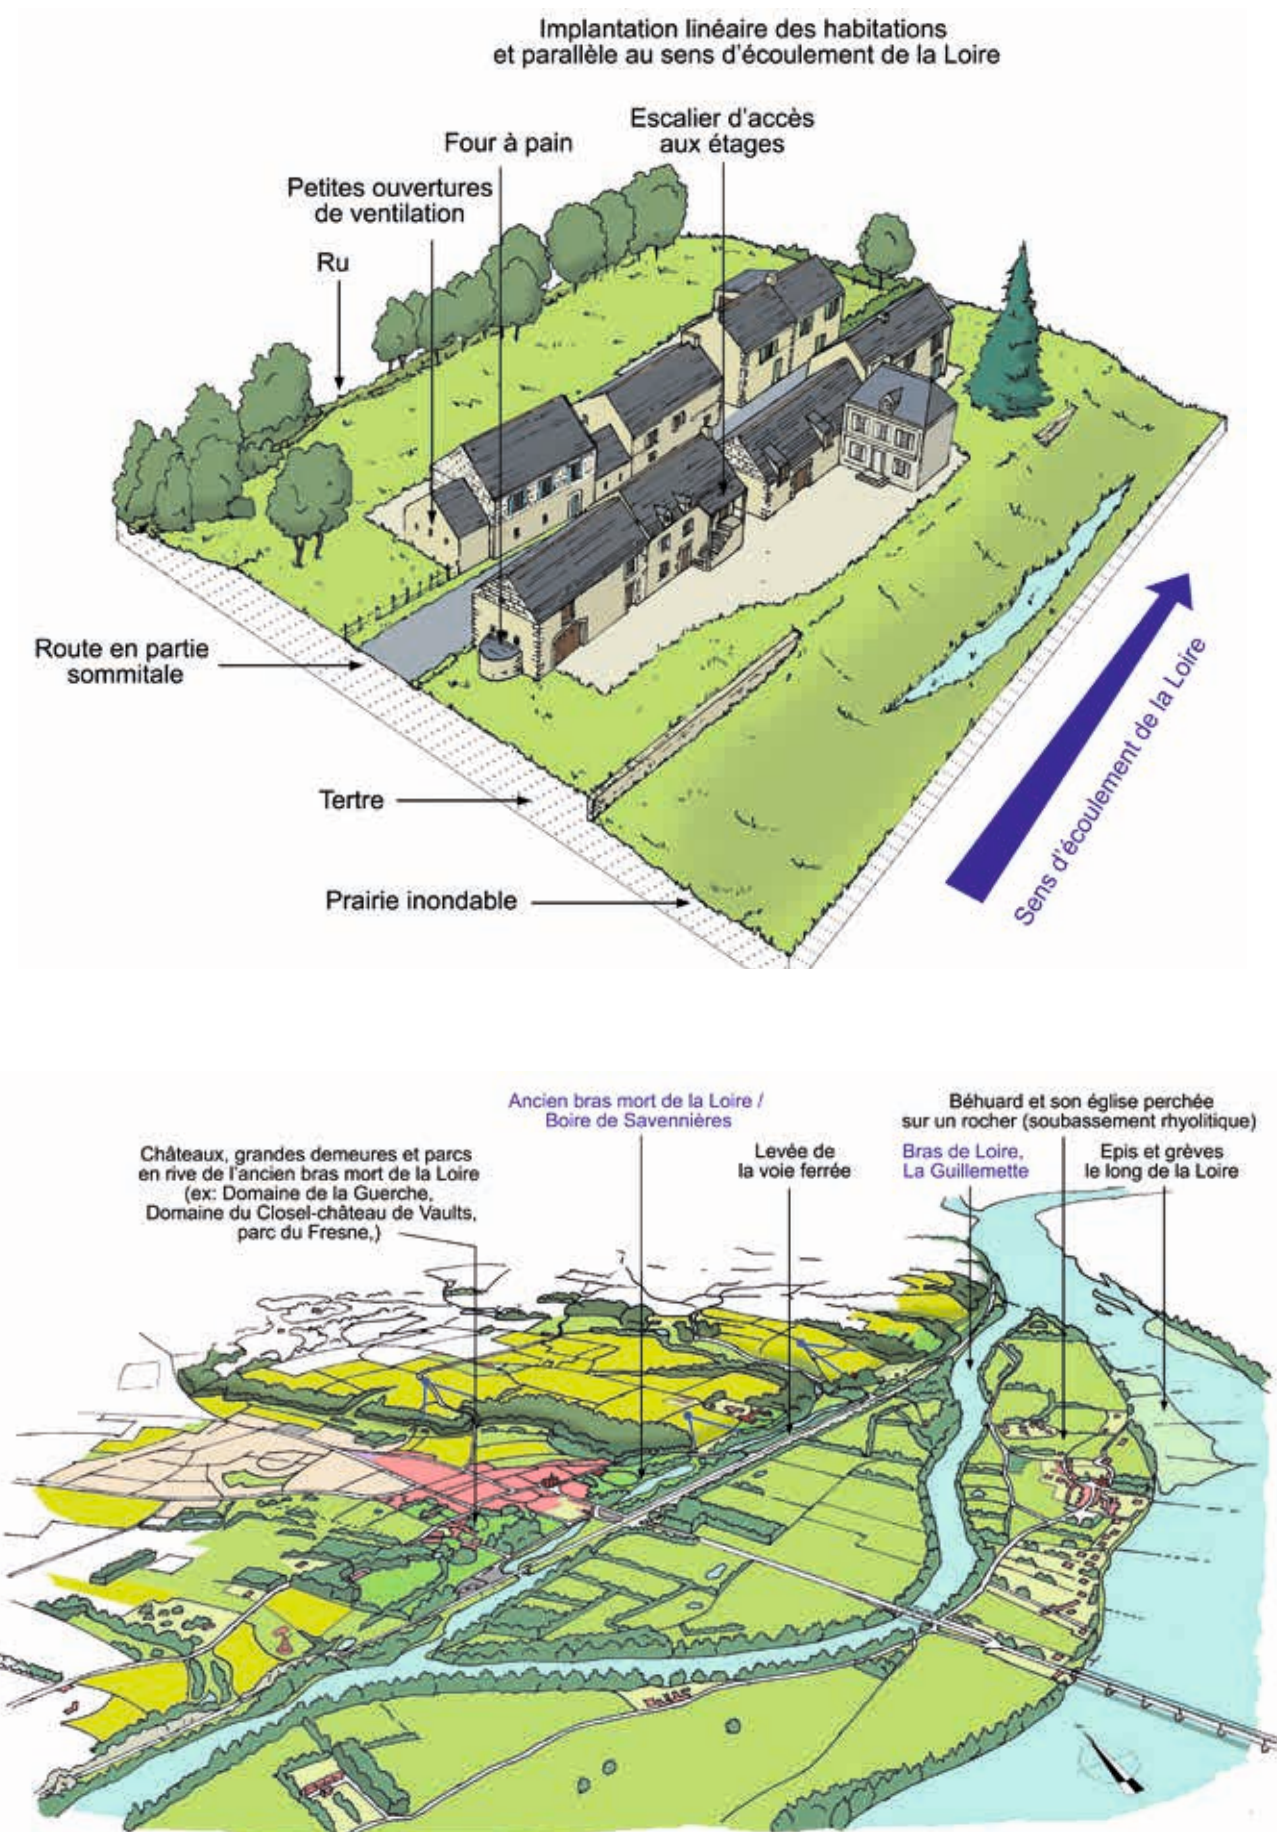 Implantation linéaire des habitations
et parallèle au sens d'écoulement de la Loire
Escalier d'accès
aux étages
Four à pain
Petites ouvertures
de ventilation
Ru
Route en partie
sommitale
Tertre
Prairie inondable
Sens d'écoulement de la Loire
Ancien bras mort de la Loire /
Boire de Savennières
Béhuard et son église perchée
sur un rocher (soubassement rhyolitique)
Châteaux, grandes demeures et parcs
en rive de l'ancien bras mort de la Loire
(ex: Domaine de la Guerche,
Domaine du Closel-château de Vaults,
parc du Fresne,)
Levée de
la voie ferrée
Bras de Loire,
La Guillemette
Epis et grèves
le long de la Loire